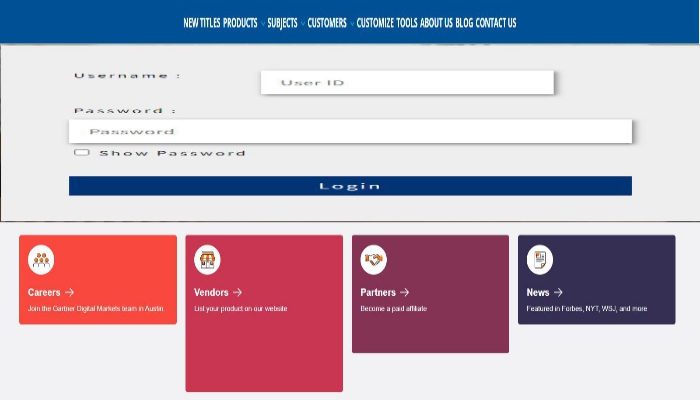 NEW TITLES PRODUCTS SUBJECTS CUSTOMERS CUSTOMIZE TOOLS ABOUT US BLOG CONTACT US
Username :
User ID
Password :
Password
Show Password
Login
Careers → Vendors → Partners → News →
Join the Gartner Digital Markets team in Austin. List your product on our website Become a paid affiliate Featured in Forbes, NYT, WSJ, and more